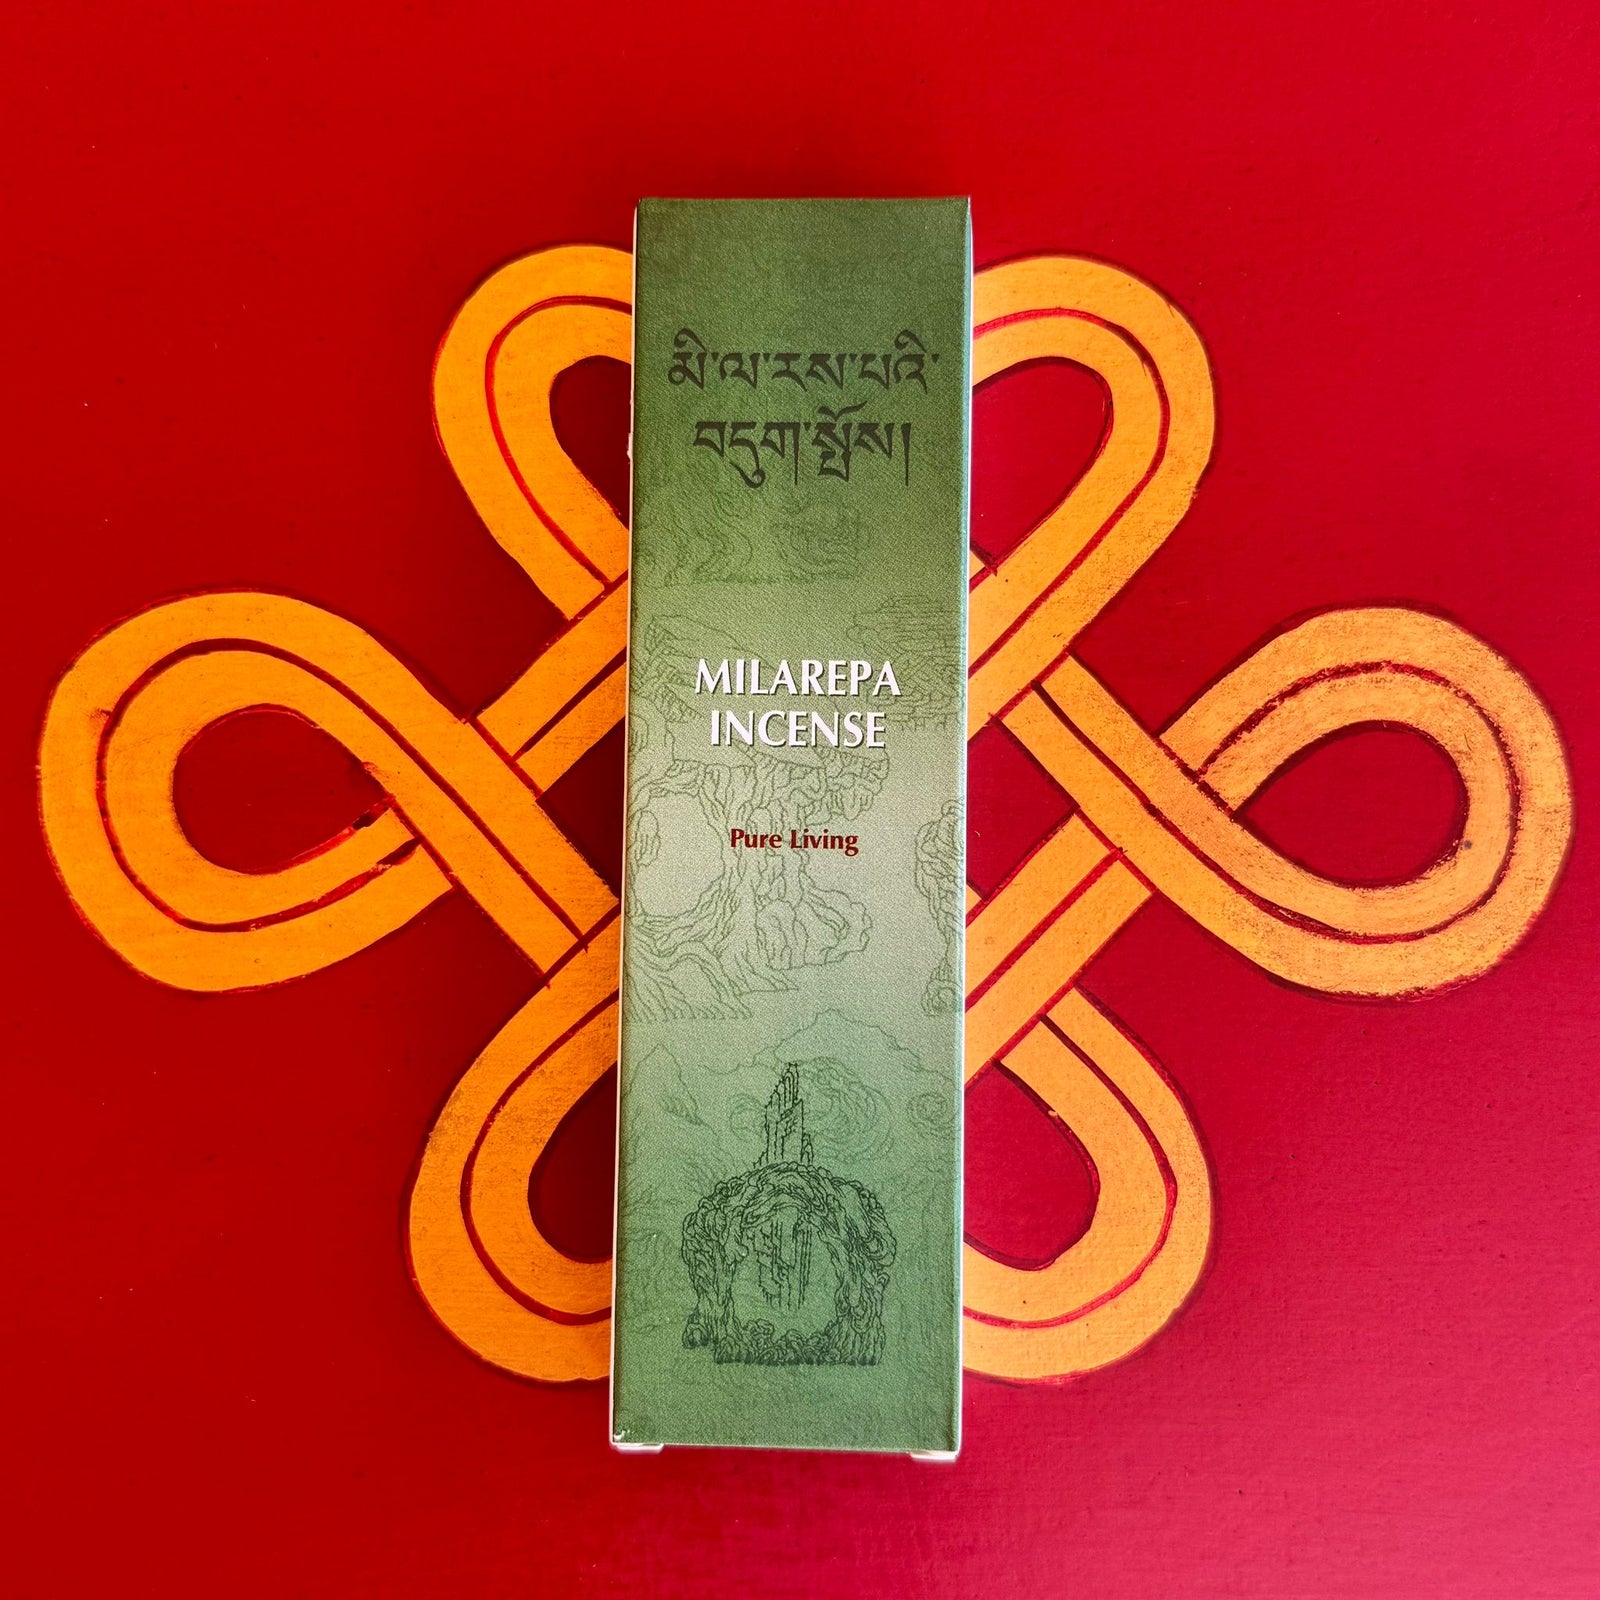 མི་ལ་རས་པའི་
བདུག་སྤོས།
MILAREPA
INCENSE
Pure Living